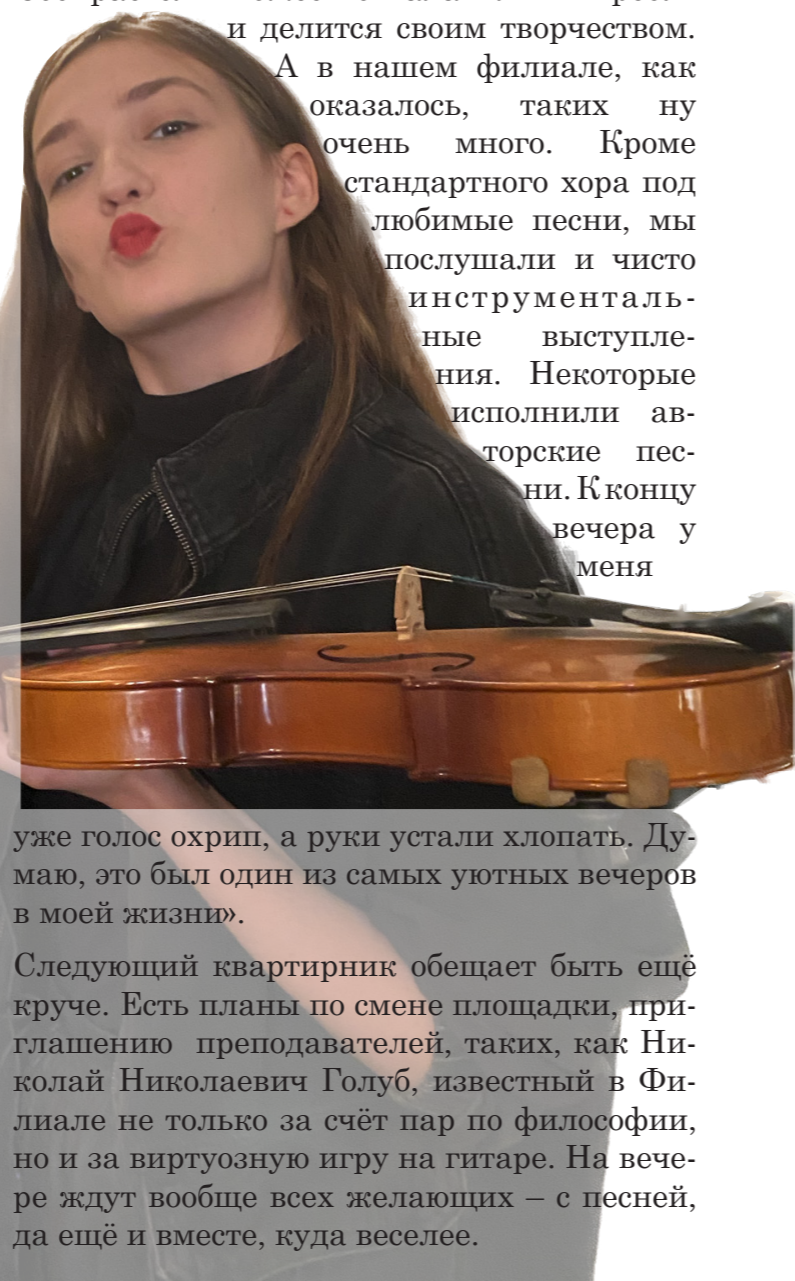 и делится своим творчеством.
А в нашем филиале, как
оказалось, таких ну
очень много. Кроме
стандартного хора под
любимые песни, мы
послушали и чисто
инструменталь-
ные выступле-
ния. Некоторые
исполнили ав-
торские пес-
ни. К концу
вечера у
меня
уже голос охрип, а руки устали хлопать. Ду-
маю, это был один из самых уютных вечеров
в моей жизни».
Следующий квартирник обещает быть ещё
круче. Есть планы по смене площадки, при-
глашению преподавателей, таких, как Ни-
колай Николаевич Голуб, известный в Фи-
лиале не только за счёт пар по философии,
но и за виртуозную игру на гитаре. На вече-
ре ждут вообще всех желающих – с песней,
да ещё и вместе, куда веселее.